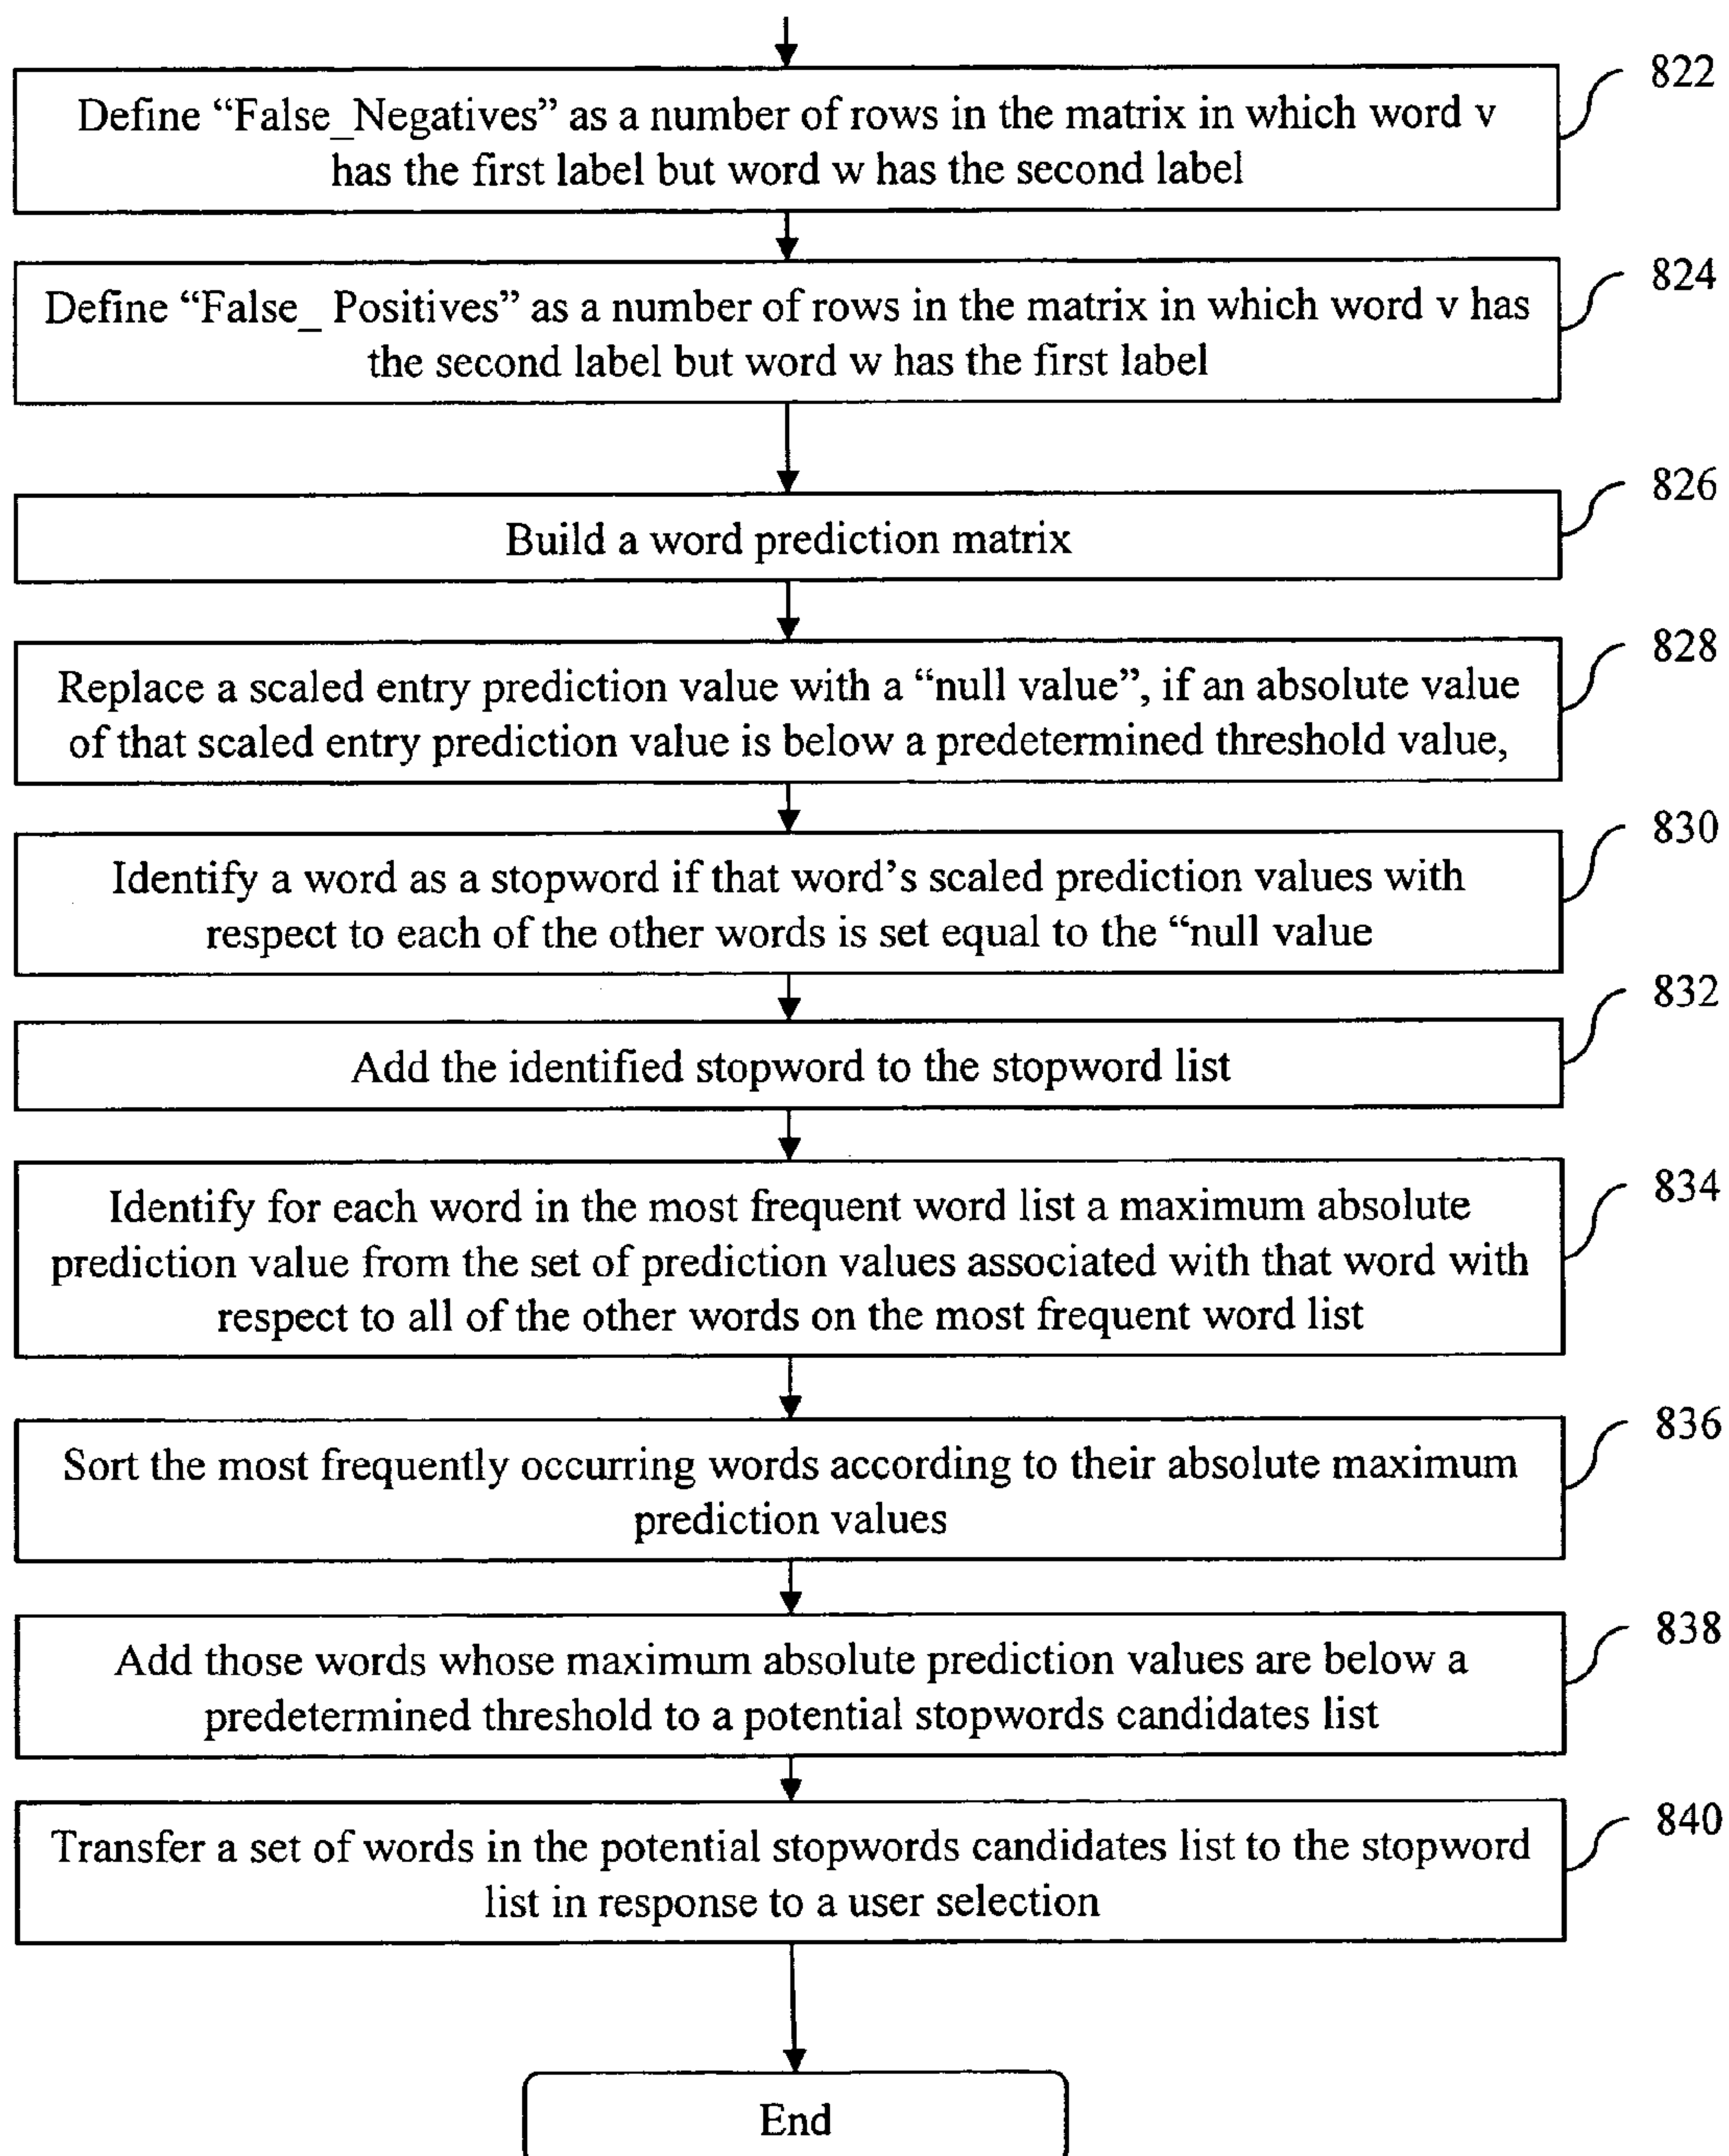 822
Define “False_Negatives” as a number of rows in the matrix in which word v
has the first label but word w has the second label
824
Define “False_ Positives” as a number of rows in the matrix in which word v has
the second label but word w has the first label
826
Build a word prediction matrix
828
Replace a scaled entry prediction value with a “null value”, if an absolute value
of that scaled entry prediction value is below a predetermined threshold value,
830
Identify a word as a stopword if that word’s scaled prediction values with
respect to each of the other words is set equal to the “null value
832
Add the identified stopword to the stopword list
834
Identify for each word in the most frequent word list a maximum absolute
prediction value from the set of prediction values associated with that word with
respect to all of the other words on the most frequent word list
836
Sort the most frequently occurring words according to their absolute maximum
prediction values
838
Add those words whose maximum absolute prediction values are below a
predetermined threshold to a potential stopwords candidates list
840
Transfer a set of words in the potential stopwords candidates list to the stopword
list in response to a user selection
End